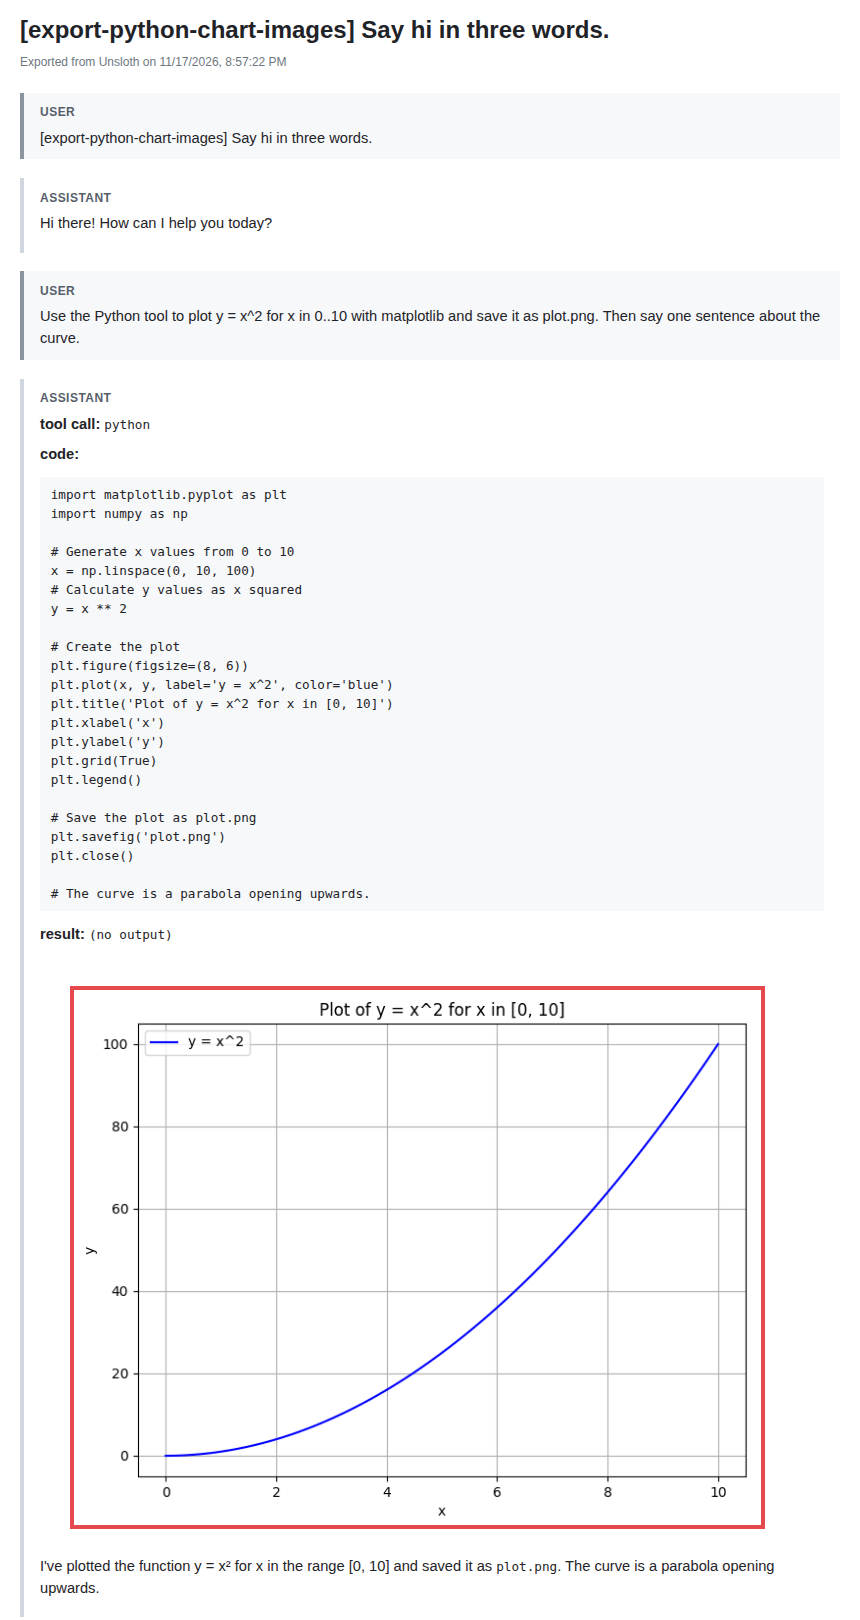 [export-python-chart-images] Say hi in three words.
Exported from Unsloth on 11/17/2026, 8:57:22 PM
USER
[export-python-chart-images] Say hi in three words.
ASSISTANT
Hi there! How can I help you today?
USER
Use the Python tool to plot y = x^2 for x in 0..10 with matplotlib and save it as plot.png. Then say one sentence about the
curve.
ASSISTANT
tool call: python
code:
import matplotlib.pyplot as plt
import numpy as np
# Generate x values from 0 to 10
x = np.linspace(0, 10, 100)
# Calculate y values as x squared
y = x ** 2
# Create the plot
plt.figure(figsize=(8, 6))
plt.plot(x, y, label='y = x^2', color='blue')
plt.title('Plot of y = x^2 for x in [0, 10]')
plt.xlabel('x')
plt.ylabel('y')
plt.grid(True)
plt.legend()
# Save the plot as plot.png
plt.savefig('plot.png')
plt.close()
# The curve is a parabola opening upwards.
result: (no output)
Plot of y = x^2 for x in [0, 10]
y = x^2
100
80
60
40
20
0
y
0 2 4 6 8 10
x
I've plotted the function y = x² for x in the range [0, 10] and saved it as plot.png. The curve is a parabola opening
upwards.